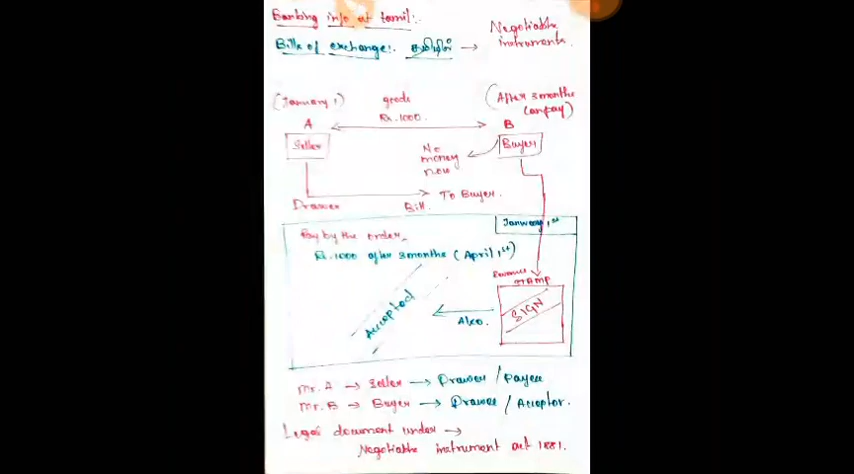 Banking info at tamil:.
Bills of exchange:. தமிழில் → Negotiable instruments.
(January 1)
goods
(After 3 months can pay)
A
Rs. 1000.
B
Seller
Buyer
No money now
Drawer
Bill.
To Buyer.
January 1st
Pay by the order.
Rs. 1000 after 3 months (April 1st)
Revenue STAMP
SIGN
Accepted
Also.
Mr. A → Seller → Drawer / Payee
Mr. B → Buyer → Drawee / Acceptor.
Legal document under →
Negotiable instrument act 1881.